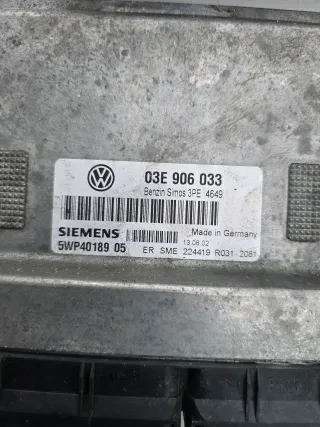 03E 906 033
Benzin Simos 3PE 4649
Made in Germany
SIEMENS
13.06.02
5WP40189 05 ER SME 224419 R031-2081